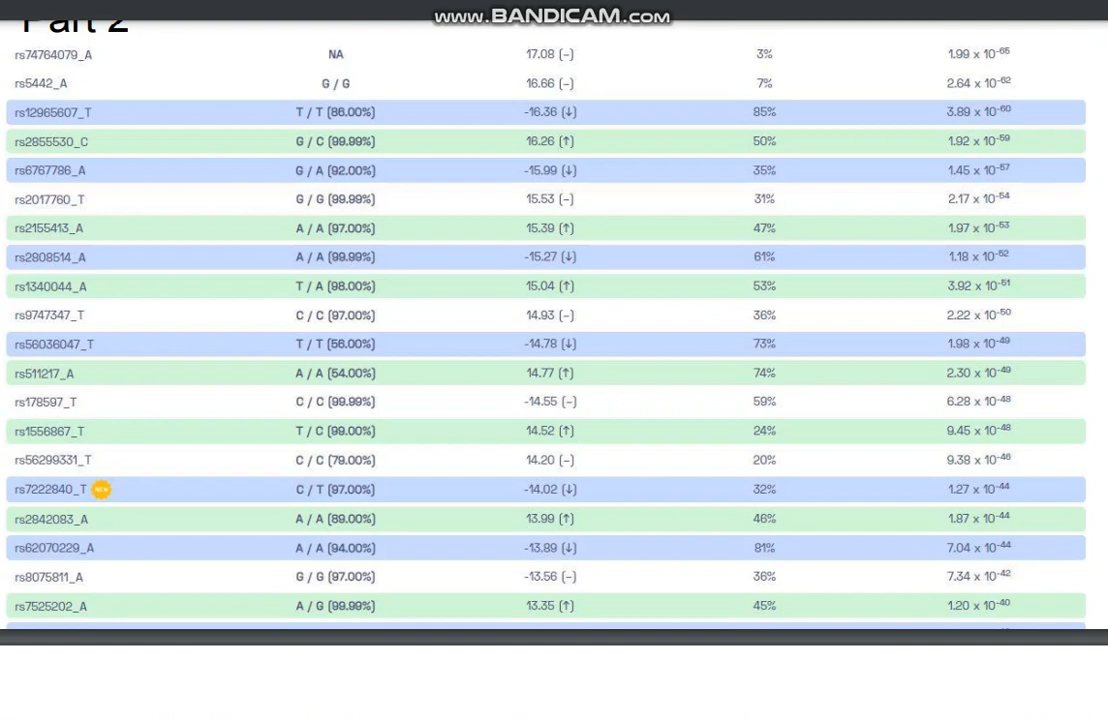 www.BANDICAM.com
Part 2
rs74764079_A NA 17.08 (–) 3% 1.99 x 10⁻⁶⁵
rs5442_A G / G 16.66 (–) 7% 2.64 x 10⁻⁶²
rs12965607_T T / T (86.00%) -16.36 (↓) 85% 3.89 x 10⁻⁶⁰
rs2855530_C G / C (99.99%) 16.26 (↑) 50% 1.92 x 10⁻⁵⁹
rs6767786_A G / A (92.00%) -15.99 (↓) 35% 1.45 x 10⁻⁵⁷
rs2017760_T G / G (99.99%) 15.53 (–) 31% 2.17 x 10⁻⁵⁴
rs2155413_A A / A (97.00%) 15.39 (↑) 47% 1.97 x 10⁻⁵³
rs2808514_A A / A (99.99%) -15.27 (↓) 61% 1.18 x 10⁻⁵²
rs1340044_A T / A (98.00%) 15.04 (↑) 53% 3.92 x 10⁻⁵¹
rs9747347_T C / C (97.00%) 14.93 (–) 36% 2.22 x 10⁻⁵⁰
rs56036047_T T / T (56.00%) -14.78 (↓) 73% 1.98 x 10⁻⁴⁹
rs511217_A A / A (54.00%) 14.77 (↑) 74% 2.30 x 10⁻⁴⁹
rs178597_T C / C (99.99%) -14.55 (–) 59% 6.28 x 10⁻⁴⁸
rs1556867_T T / C (99.00%) 14.52 (↑) 24% 9.45 x 10⁻⁴⁸
rs56299331_T C / C (79.00%) 14.20 (–) 20% 9.38 x 10⁻⁴⁶
rs7222840_T NEW C / T (97.00%) -14.02 (↓) 32% 1.27 x 10⁻⁴⁴
rs2842083_A A / A (89.00%) 13.99 (↑) 46% 1.87 x 10⁻⁴⁴
rs62070229_A A / A (94.00%) -13.89 (↓) 81% 7.04 x 10⁻⁴⁴
rs8075811_A G / G (97.00%) -13.56 (–) 36% 7.34 x 10⁻⁴²
rs7525202_A A / G (99.99%) 13.35 (↑) 45% 1.20 x 10⁻⁴⁰